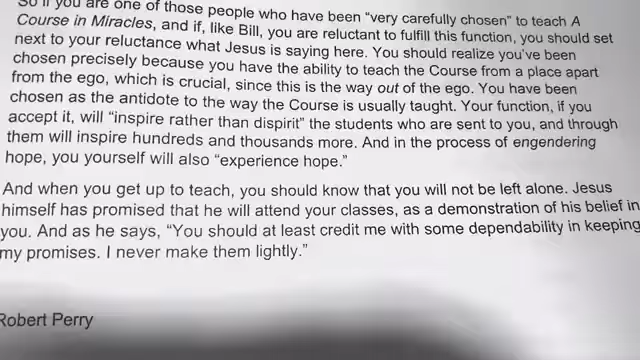 So if you are one of those people who have been “very carefully chosen” to teach A
Course in Miracles, and if, like Bill, you are reluctant to fulfill this function, you should set
next to your reluctance what Jesus is saying here. You should realize you’ve been
chosen precisely because you have the ability to teach the Course from a place apart
from the ego, which is crucial, since this is the way out of the ego. You have been
chosen as the antidote to the way the Course is usually taught. Your function, if you
accept it, will “inspire rather than dispirit” the students who are sent to you, and through
them will inspire hundreds and thousands more. And in the process of engendering
hope, you yourself will also “experience hope.”
And when you get up to teach, you should know that you will not be left alone. Jesus
himself has promised that he will attend your classes, as a demonstration of his belief in
you. And as he says, “You should at least credit me with some dependability in keeping
my promises. I never make them lightly.”
Robert Perry